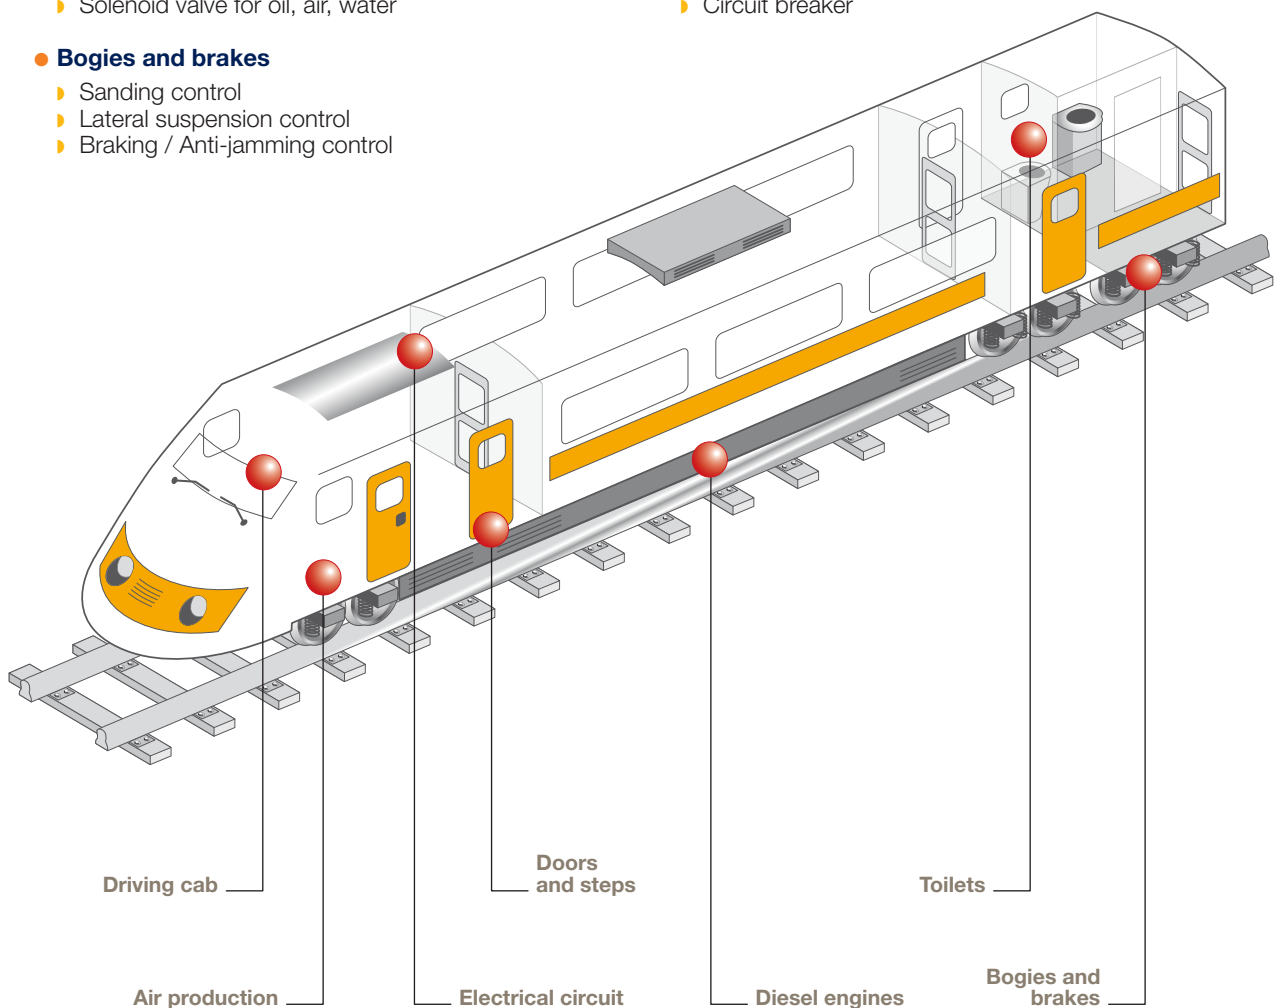 Solenoid valve for oil, air, water
Circuit breaker
Bogies and brakes
Sanding control
Lateral suspension control
Braking / Anti-jamming control
Driving cab
Doors
and steps
Toilets
Air production
Electrical circuit
Diesel engines
Bogies and
brakes